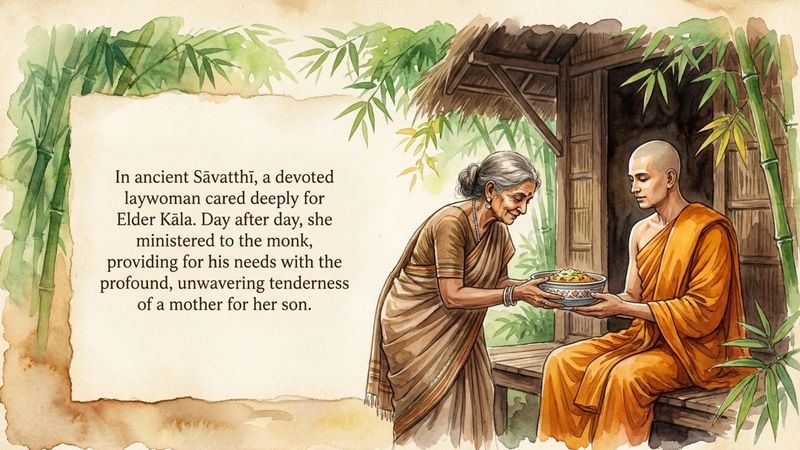 In ancient Sāvatthī, a devoted
laywoman cared deeply for
Elder Kāla. Day after day, she
ministered to the monk,
providing for his needs with the
profound, unwavering tenderness
of a mother for her son.